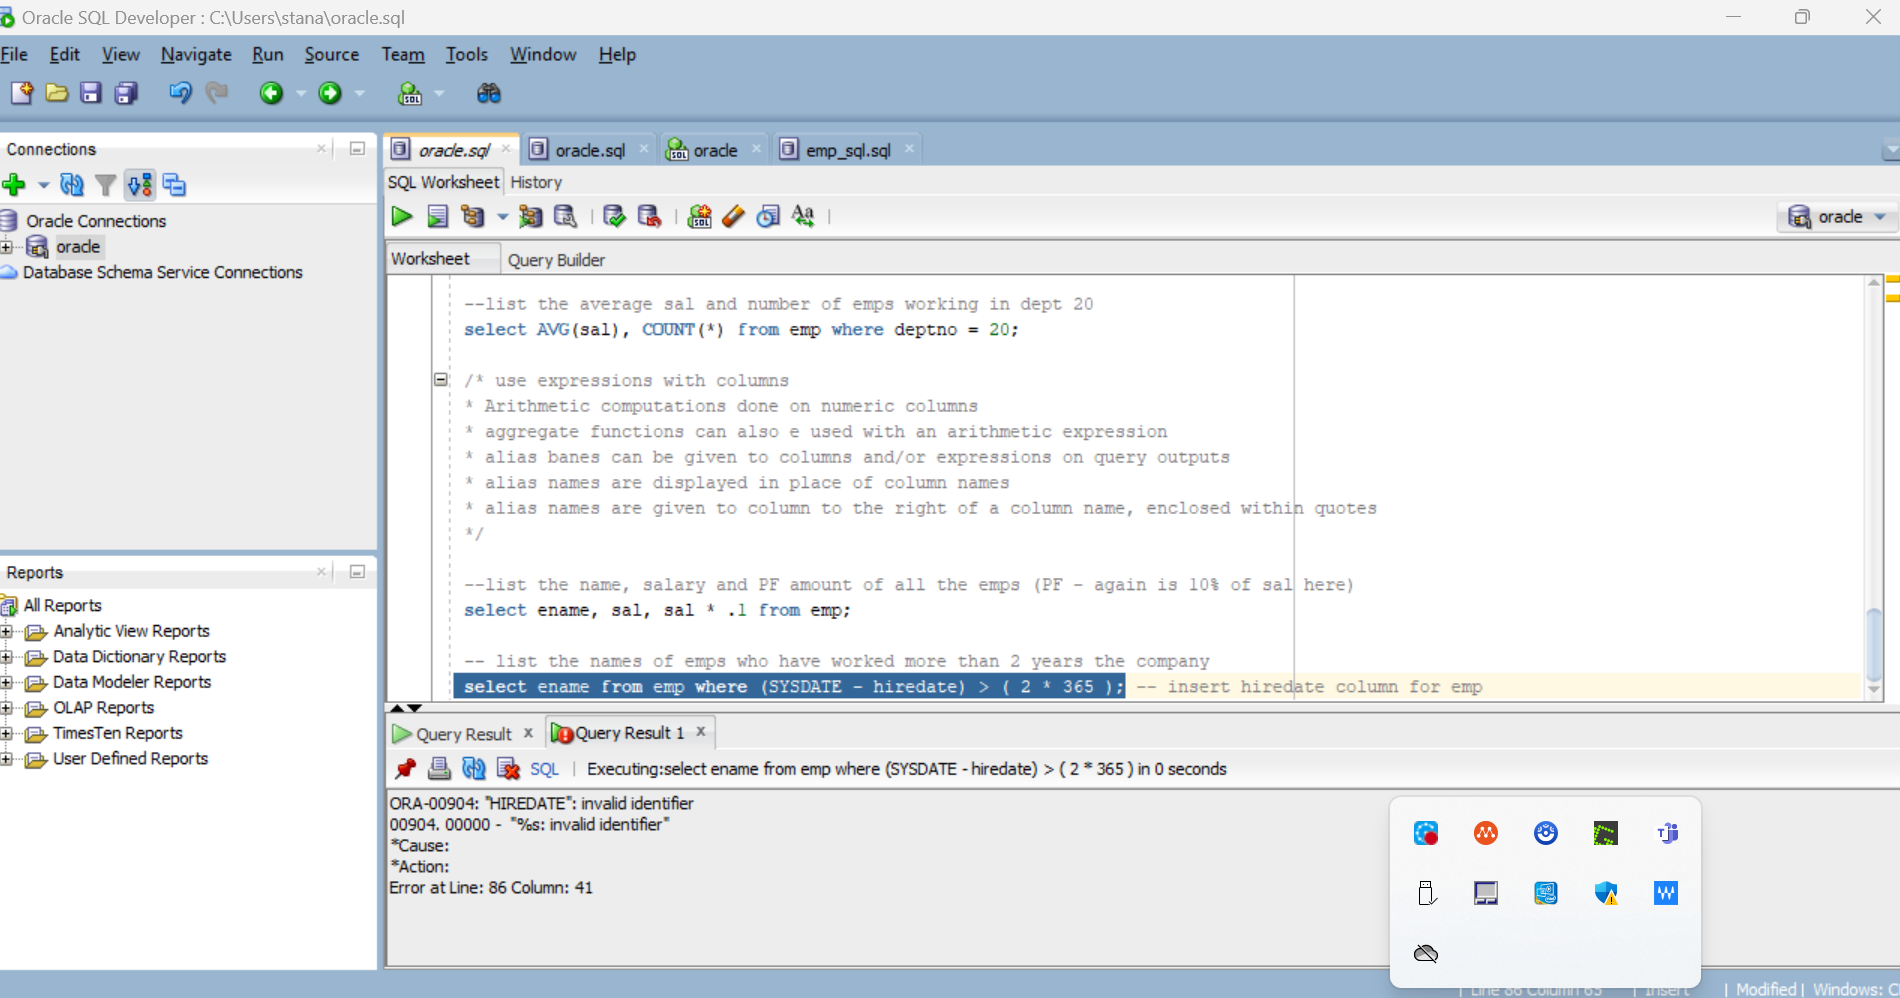 Oracle SQL Developer : C:\Users\stana\oracle.sql
File Edit View Navigate Run Source Team Tools Window Help
Connections
Oracle Connections
oracle
Database Schema Service Connections
Reports
All Reports
Analytic View Reports
Data Dictionary Reports
Data Modeler Reports
OLAP Reports
TimesTen Reports
User Defined Reports
oracle.sql oracle.sql oracle emp_sql.sql
SQL Worksheet History
oracle
Worksheet Query Builder
--list the average sal and number of emps working in dept 20
select AVG(sal), COUNT(*) from emp where deptno = 20;
/* use expressions with columns
* Arithmetic computations done on numeric columns
* aggregate functions can also e used with an arithmetic expression
* alias banes can be given to columns and/or expressions on query outputs
* alias names are displayed in place of column names
* alias names are given to column to the right of a column name, enclosed within quotes
*/
--list the name, salary and PF amount of all the emps (PF - again is 10% of sal here)
select ename, sal, sal * .1 from emp;
-- list the names of emps who have worked more than 2 years the company
select ename from emp where (SYSDATE - hiredate) > ( 2 * 365 ); -- insert hiredate column for emp
Query Result Query Result 1
SQL | Executing:select ename from emp where (SYSDATE - hiredate) > ( 2 * 365 ) in 0 seconds
ORA-00904: "HIREDATE": invalid identifier
00904. 00000 - "%s: invalid identifier"
*Cause:
*Action:
Error at Line: 86 Column: 41
Line 86 Column 65 | Insert | Modified | Windows: C